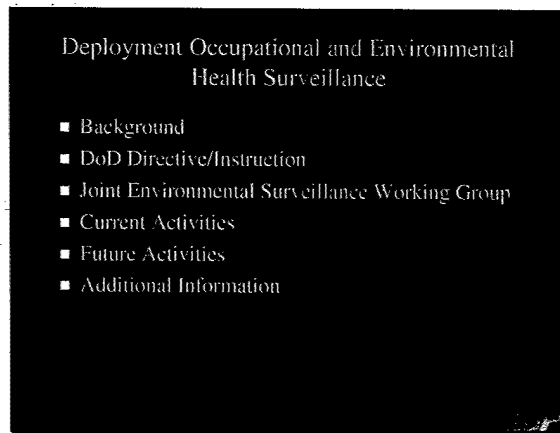 Deployment Occupational and Environmental
Health Surveillance
■ Background
■ DoD Directive/Instruction
■ Joint Environmental Surveillance Working Group
■ Current Activities
■ Future Activities
■ Additional Information